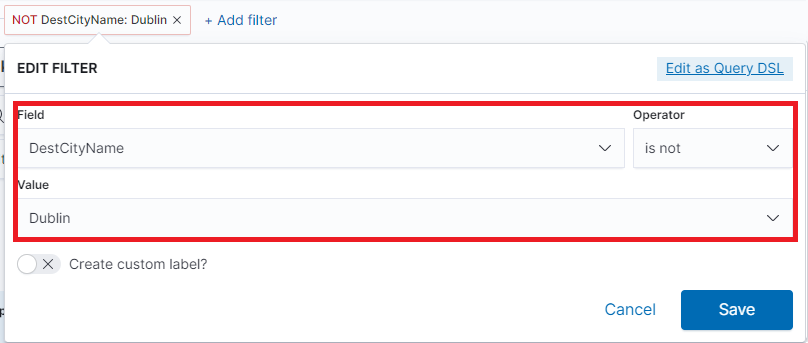 NOT DestCityName: Dublin × + Add filter
EDIT FILTER Edit as Query DSL
Field Operator
DestCityName is not
Value
Dublin
Create custom label?
Cancel Save